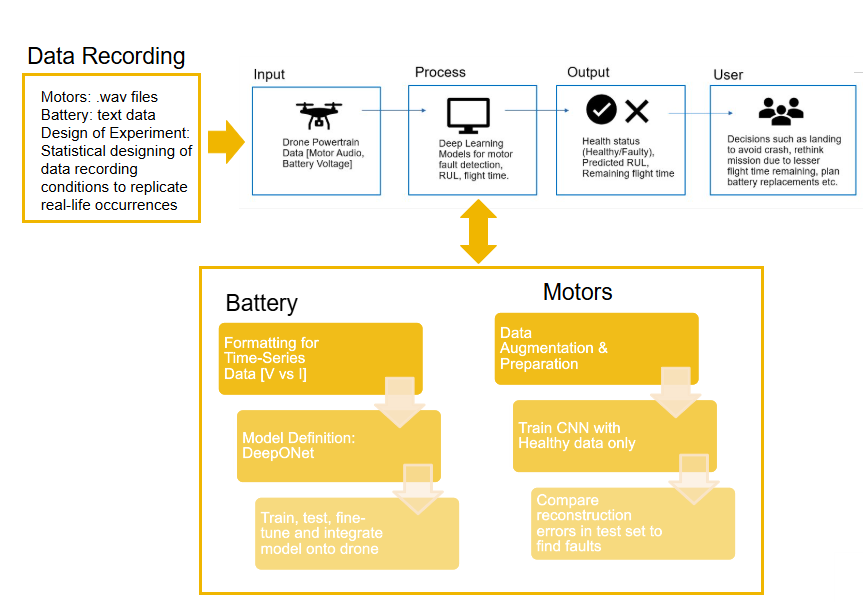 Data Recording
Motors: .wav files
Battery: text data
Design of Experiment:
Statistical designing of
data recording
conditions to replicate
real-life occurrences
Input
Drone Powertrain
Data [Motor Audio,
Battery Voltage]
Process
Deep Learning
Models for motor
fault detection,
RUL, flight time.
Output
Health status
(Healthy/Faulty),
Predicted RUL,
Remaining flight time
User
Decisions such as landing
to avoid crash, rethink
mission due to lesser
flight time remaining, plan
battery replacements etc.
Battery
Formatting for
Time-Series
Data [V vs I]
Model Definition:
DeepONet
Train, test, fine-
tune and integrate
model onto drone
Motors
Data
Augmentation &
Preparation
Train CNN with
Healthy data only
Compare
reconstruction
errors in test set to
find faults